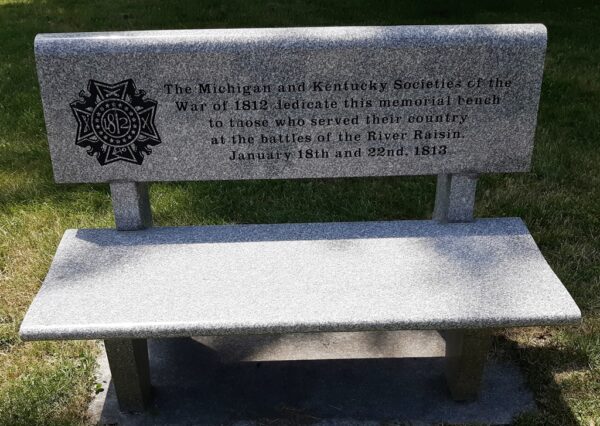 The Michigan and Kentucky Societies of the
War of 1812 dedicate this memorial bench
to those who served their country
at the battles of the River Raisin.
January 18th and 22nd, 1813
1812